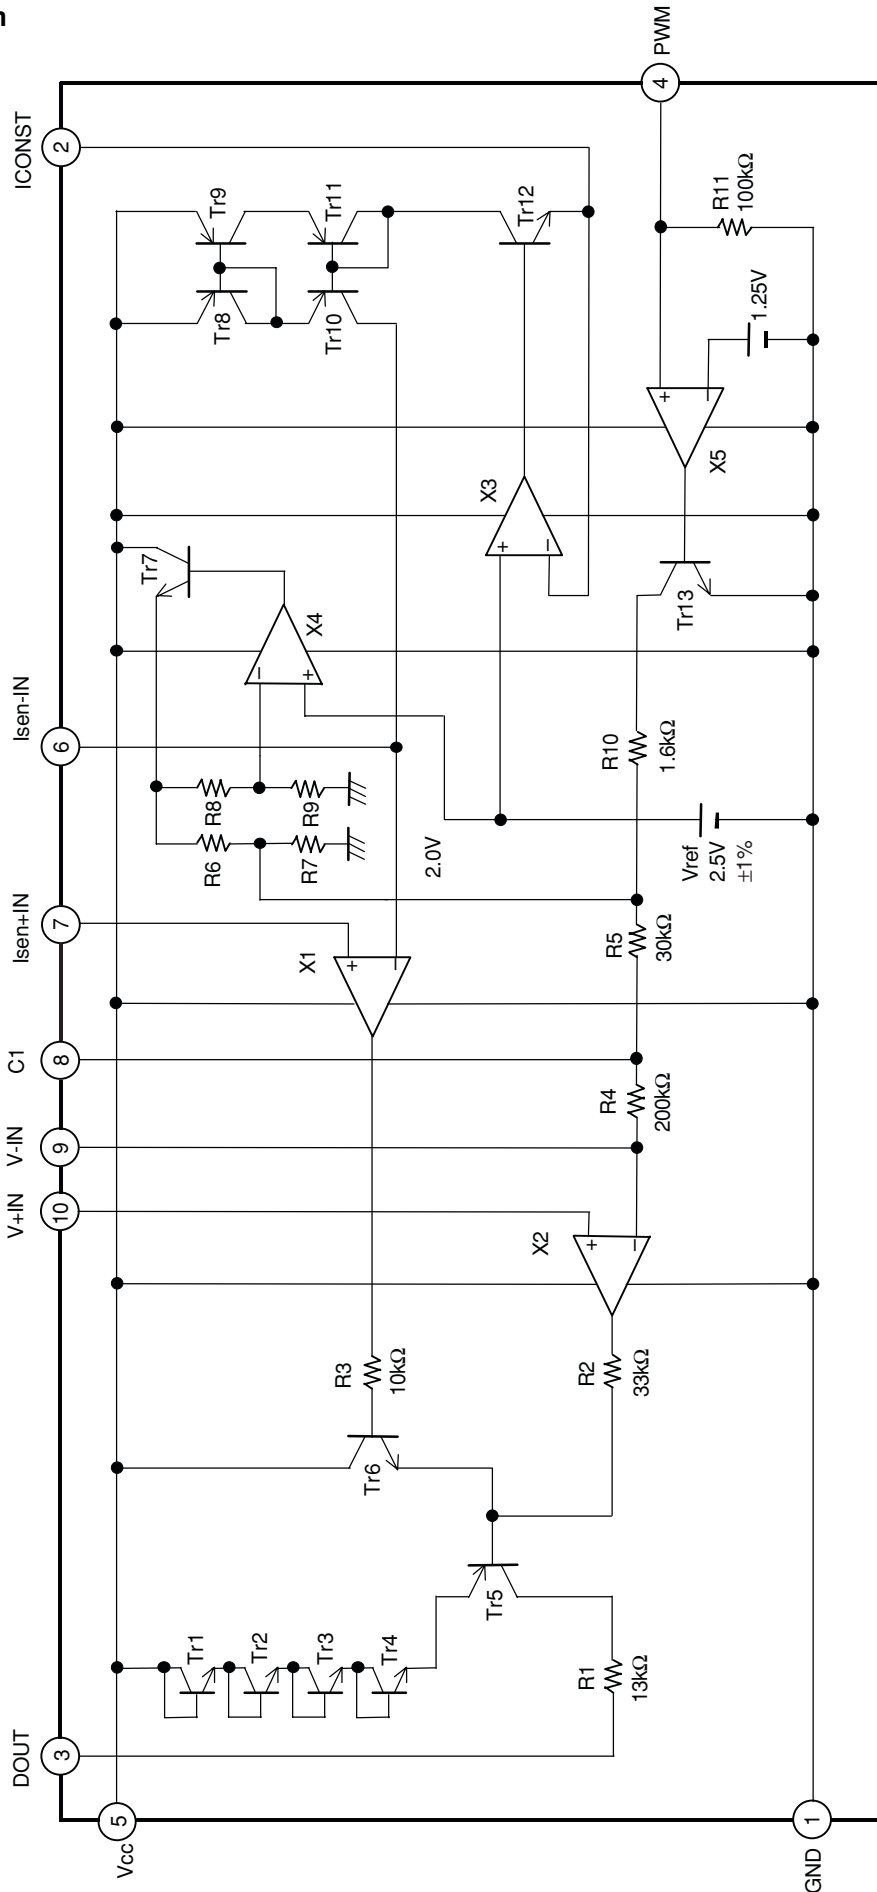 n
PWM
4
ICONST
2
Tr9
Tr11
Tr12
R11
100kΩ
Tr8
Tr10
1.25V
+
−
X5
X3
+
−
Tr7
X4
−
+
Tr13
Isen-IN
6
R10
1.6kΩ
R8
R9
R6
R7
2.0V
Vref
2.5V
±1%
Isen+IN
7
R5
30kΩ
X1
+
−
C1
8
R4
200kΩ
V-IN
9
V+IN
10
X2
+
−
R3
10kΩ
R2
33kΩ
Tr6
Tr5
Tr1
Tr2
Tr3
Tr4
R1
13kΩ
DOUT
3
5
Vcc
1
GND